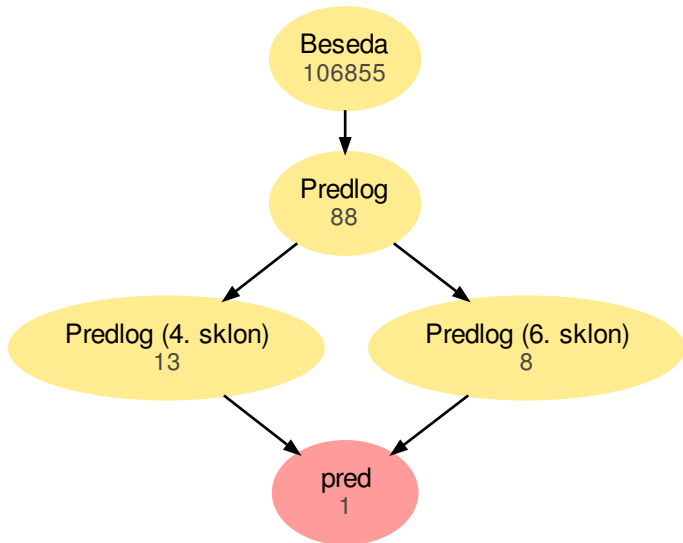 Beseda
106855
Predlog
88
Predlog (4. sklon)
13
Predlog (6. sklon)
8
pred
1